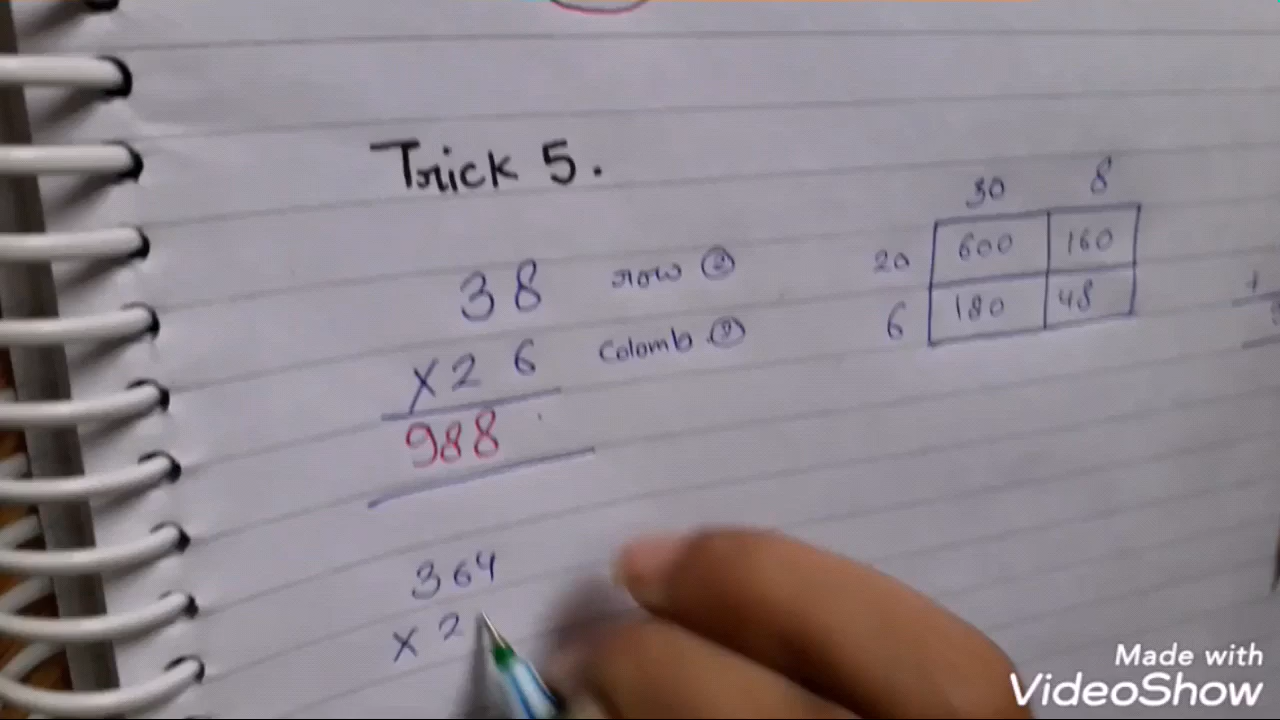 Trick 5.
38 row ②
X 2 6 Colomb ②
988
30 8
20 600 160
6 180 48
+
364
X 2
Made with
VideoShow